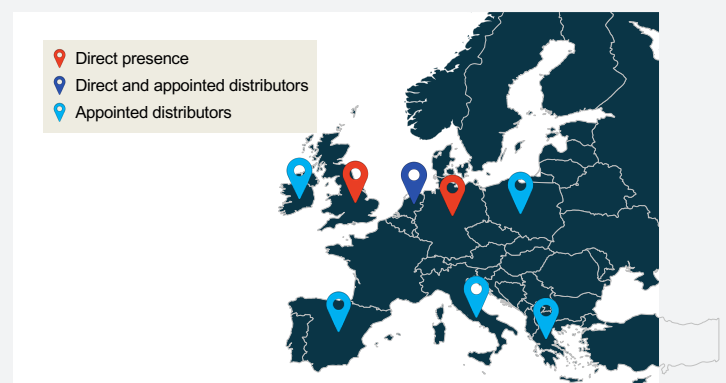 Direct presence
Direct and appointed distributors
Appointed distributors